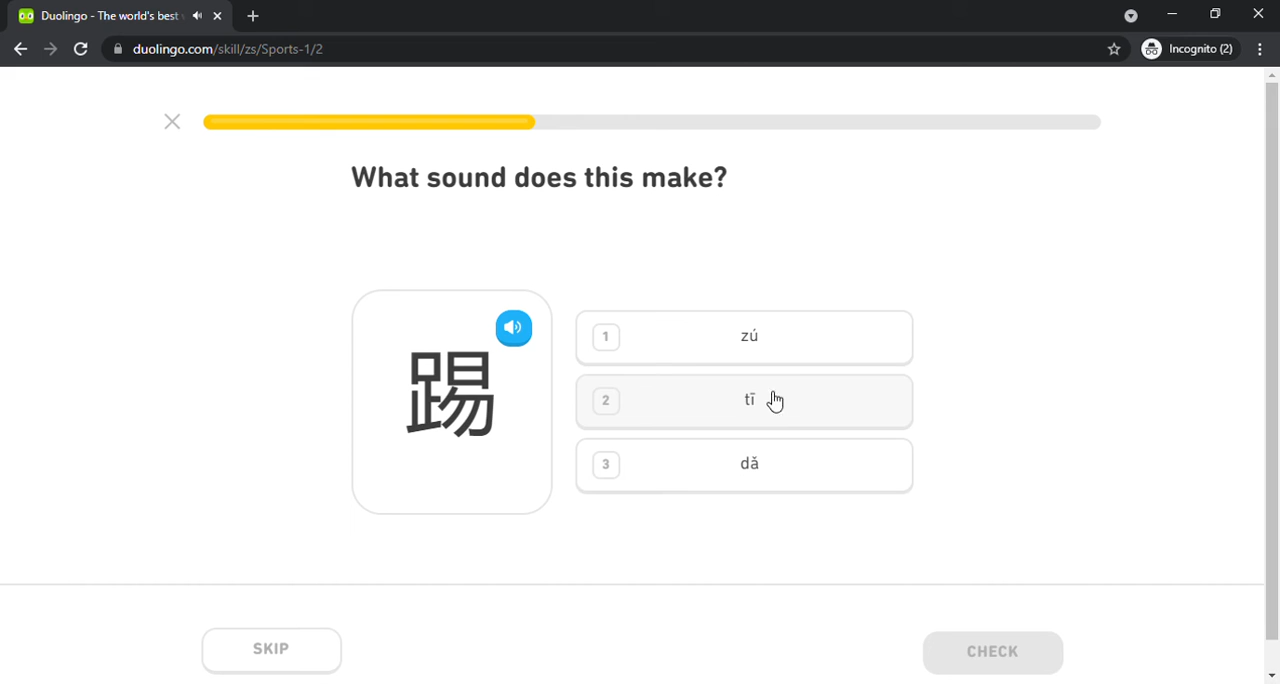 Duolingo - The world's best
duolingo.com/skill/zs/Sports-1/2
Incognito (2)
What sound does this make?
踢
1 zú
2 tī
3 dǎ
SKIP
CHECK